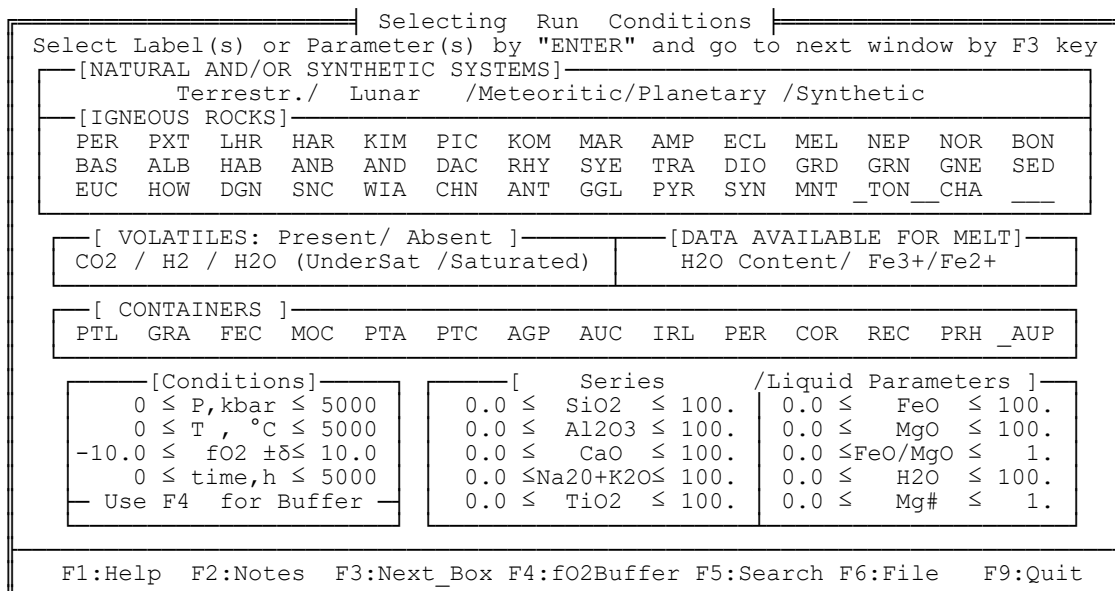 Selecting Run Conditions
Select Label(s) or Parameter(s) by "ENTER" and go to next window by F3 key
[NATURAL AND/OR SYNTHETIC SYSTEMS]
Terrestr./ Lunar /Meteoritic/Planetary /Synthetic
[IGNEOUS ROCKS]
PER PXT LHR HAR KIM PIC KOM MAR AMP ECL MEL NEP NOR BON
BAS ALB HAB ANB AND DAC RHY SYE TRA DIO GRD GRN GNE SED
EUC HOW DGN SNC WIA CHN ANT GGL PYR SYN MNT _TON__CHA ___
[ VOLATILES: Present/ Absent ] [DATA AVAILABLE FOR MELT]
CO2 / H2 / H2O (UnderSat /Saturated) H2O Content/ Fe3+/Fe2+
[ CONTAINERS ]
PTL GRA FEC MOC PTA PTC AGP AUC IRL PER COR REC PRH _AUP
[Conditions] [ Series /Liquid Parameters ]
0 ≤ P,kbar ≤ 5000 0.0 ≤ SiO2 ≤ 100. 0.0 ≤ FeO ≤ 100.
0 ≤ T , °C ≤ 5000 0.0 ≤ Al2O3 ≤ 100. 0.0 ≤ MgO ≤ 100.
-10.0 ≤ fO2 ±δ≤ 10.0 0.0 ≤ CaO ≤ 100. 0.0 ≤FeO/MgO ≤ 1.
0 ≤ time,h ≤ 5000 0.0 ≤Na2O+K2O≤ 100. 0.0 ≤ H2O ≤ 100.
Use F4 for Buffer 0.0 ≤ TiO2 ≤ 100. 0.0 ≤ Mg# ≤ 1.
F1:Help F2:Notes F3:Next_Box F4:fO2Buffer F5:Search F6:File F9:Quit